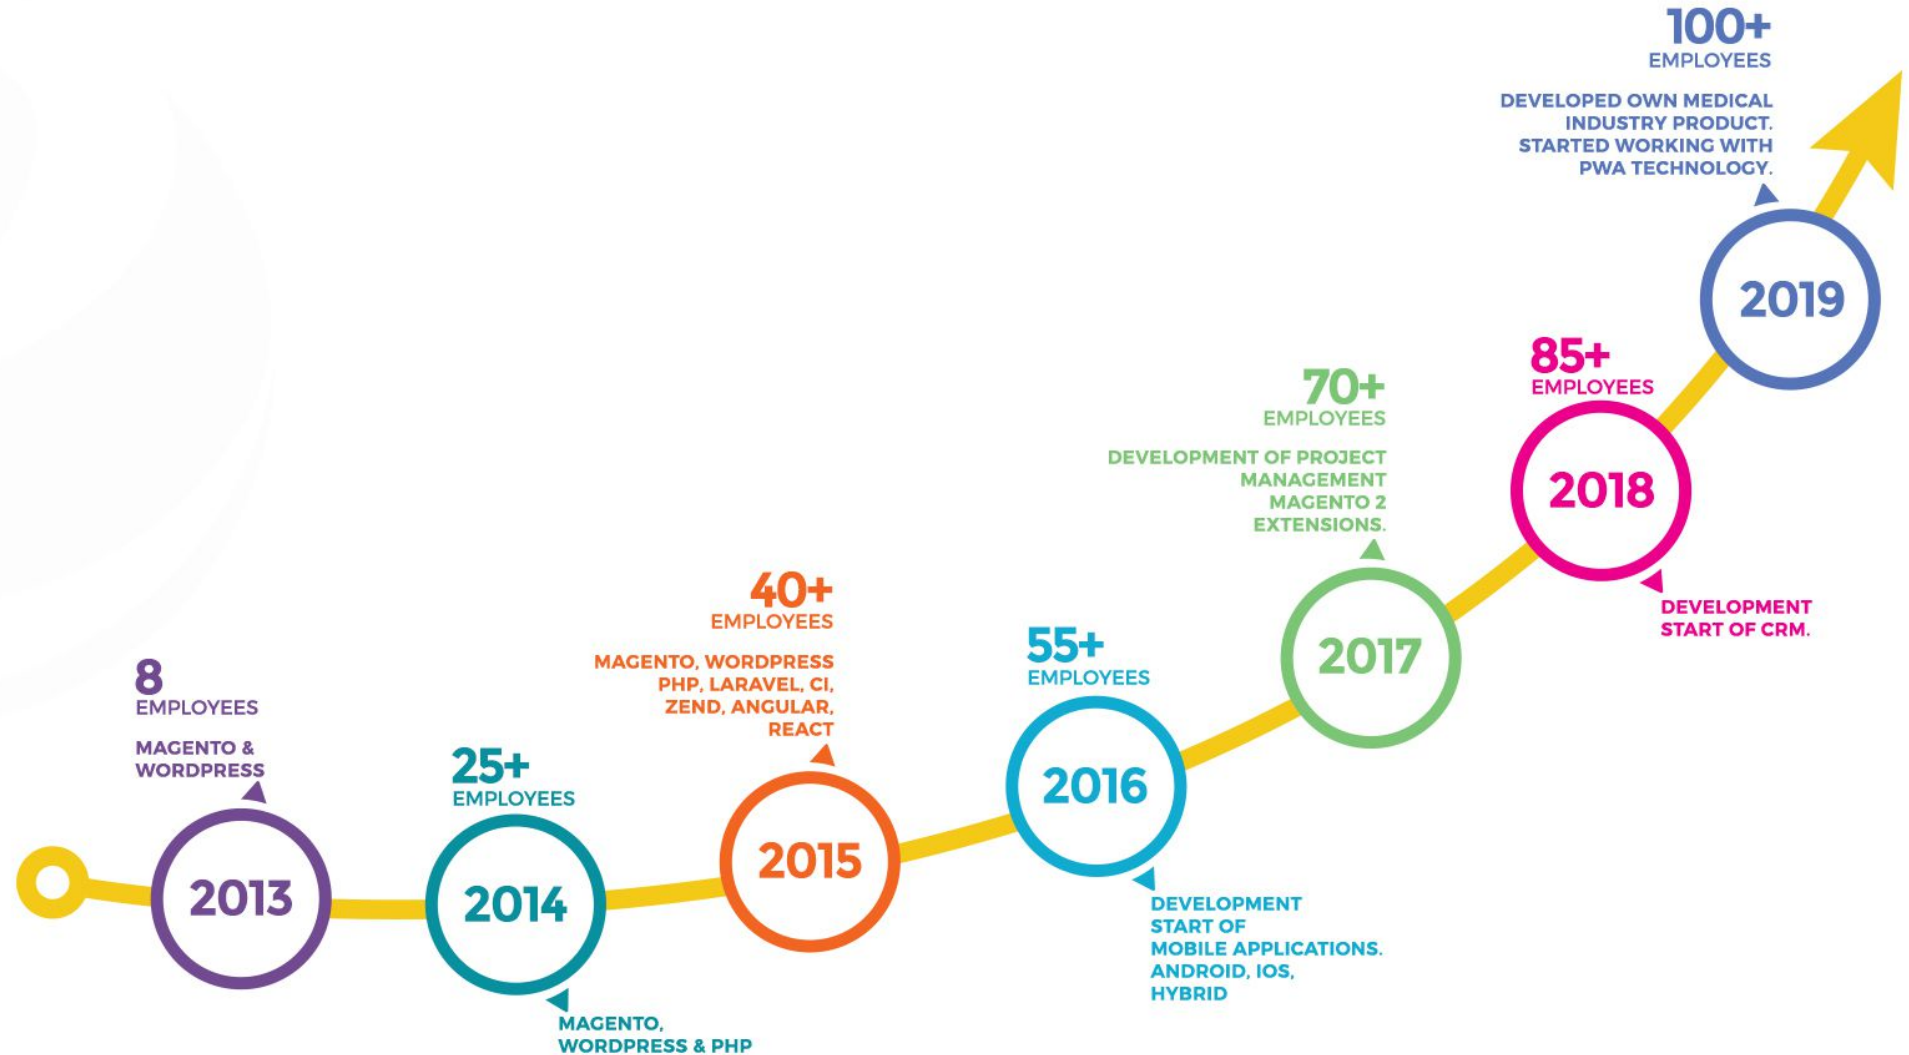 8
EMPLOYEES
MAGENTO &
WORDPRESS
2013
25+
EMPLOYEES
2014
MAGENTO,
WORDPRESS & PHP
40+
EMPLOYEES
MAGENTO, WORDPRESS
PHP, LARAVEL, CI,
ZEND, ANGULAR,
REACT
2015
55+
EMPLOYEES
2016
DEVELOPMENT
START OF
MOBILE APPLICATIONS.
ANDROID, IOS,
HYBRID
70+
EMPLOYEES
DEVELOPMENT OF PROJECT
MANAGEMENT
MAGENTO 2
EXTENSIONS.
2017
85+
EMPLOYEES
2018
DEVELOPMENT
START OF CRM.
100+
EMPLOYEES
DEVELOPED OWN MEDICAL
INDUSTRY PRODUCT.
STARTED WORKING WITH
PWA TECHNOLOGY.
2019